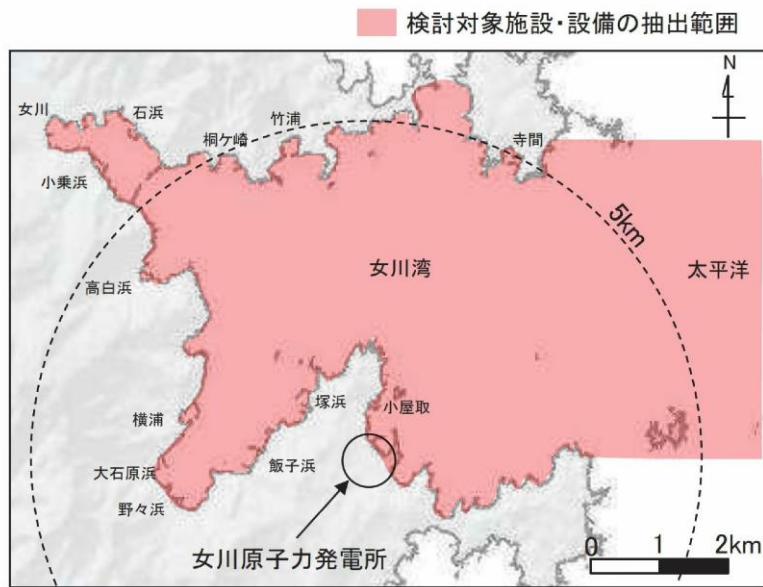 検討対象施設・設備の抽出範囲
N
女川
石浜
竹浦
桐ケ崎
寺間
小乗浜
5km
女川湾
太平洋
高白浜
塚浜
小屋取
横浦
大石原浜
飯子浜
野々浜
女川原子力発電所
0 1 2km